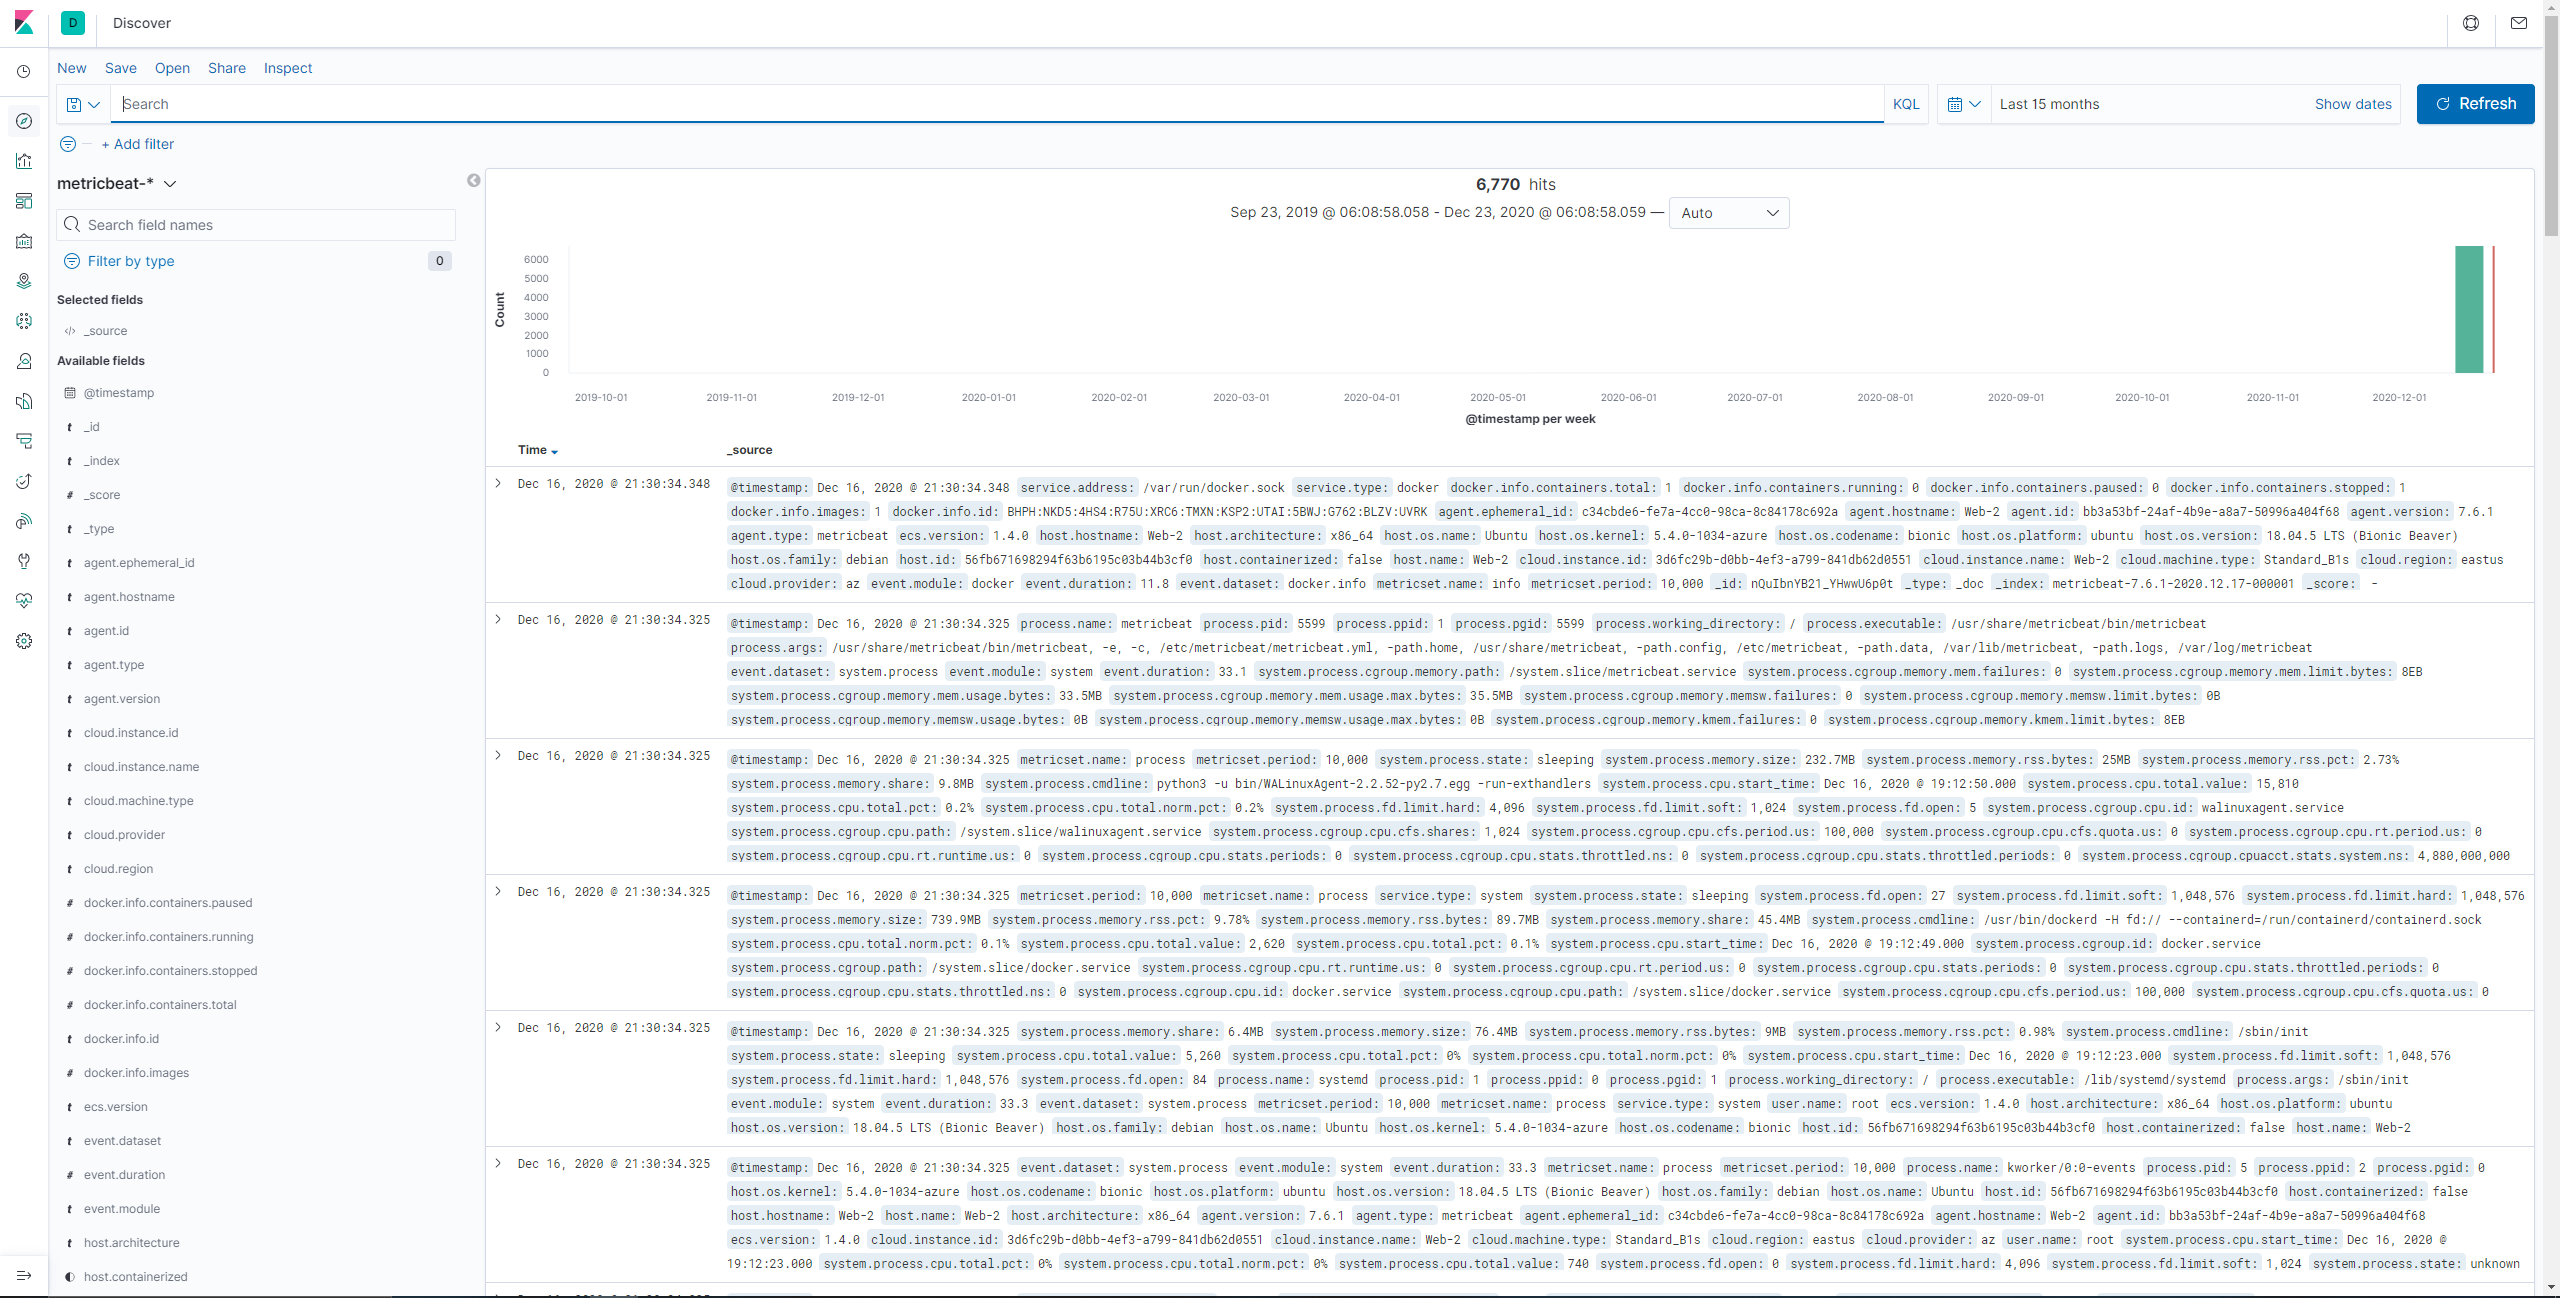 D Discover
New Save Open Share Inspect
Search KQL Last 15 months Show dates Refresh
+ Add filter
metricbeat-*
Search field names
Filter by type 0
Selected fields
_source
Available fields
@timestamp
t _id
t _index
# _score
t _type
t agent.ephemeral_id
t agent.hostname
t agent.id
t agent.type
t agent.version
t cloud.instance.id
t cloud.instance.name
t cloud.machine.type
t cloud.provider
t cloud.region
# docker.info.containers.paused
# docker.info.containers.running
# docker.info.containers.stopped
# docker.info.containers.total
t docker.info.id
# docker.info.images
t ecs.version
t event.dataset
# event.duration
t event.module
t host.architecture
host.containerized
6,770 hits
Sep 23, 2019 @ 06:08:58.058 - Dec 23, 2020 @ 06:08:58.059 — Auto
Count
6000
5000
4000
3000
2000
1000
0
2019-10-01 2019-11-01 2019-12-01 2020-01-01 2020-02-01 2020-03-01 2020-04-01 2020-05-01 2020-06-01 2020-07-01 2020-08-01 2020-09-01 2020-10-01 2020-11-01 2020-12-01
@timestamp per week
Time _source
Dec 16, 2020 @ 21:30:34.348 @timestamp: Dec 16, 2020 @ 21:30:34.348 service.address: /var/run/docker.sock service.type: docker docker.info.containers.total: 1 docker.info.containers.running: 0 docker.info.containers.paused: 0 docker.info.containers.stopped: 1
docker.info.images: 1 docker.info.id: BHPH:NKD5:4HS4:R75U:XRC6:TMXN:KSP2:UTAI:5BWJ:G762:BLZV:UVRK agent.ephemeral_id: c34cbde6-fe7a-4cc0-98ca-8c84178c692a agent.hostname: Web-2 agent.id: bb3a53bf-24af-4b9e-a8a7-50996a404f68 agent.version: 7.6.1
agent.type: metricbeat ecs.version: 1.4.0 host.hostname: Web-2 host.architecture: x86_64 host.os.name: Ubuntu host.os.kernel: 5.4.0-1034-azure host.os.codename: bionic host.os.platform: ubuntu host.os.version: 18.04.5 LTS (Bionic Beaver)
host.os.family: debian host.id: 56fb671698294f63b6195c03b44b3cf0 host.containerized: false host.name: Web-2 cloud.instance.id: 3d6fc29b-d0bb-4ef3-a799-841db62d0551 cloud.instance.name: Web-2 cloud.machine.type: Standard_B1s cloud.region: eastus
cloud.provider: az event.module: docker event.duration: 11.8 event.dataset: docker.info metricset.name: info metricset.period: 10,000 _id: nQuIbnYB21_YHwwU6p0t _type: _doc _index: metricbeat-7.6.1-2020.12.17-000001 _score: -
Dec 16, 2020 @ 21:30:34.325 @timestamp: Dec 16, 2020 @ 21:30:34.325 process.name: metricbeat process.pid: 5599 process.ppid: 1 process.pgid: 5599 process.working_directory: / process.executable: /usr/share/metricbeat/bin/metricbeat
process.args: /usr/share/metricbeat/bin/metricbeat, -e, -c, /etc/metricbeat/metricbeat.yml, -path.home, /usr/share/metricbeat, -path.config, /etc/metricbeat, -path.data, /var/lib/metricbeat, -path.logs, /var/log/metricbeat
event.dataset: system.process event.module: system event.duration: 33.1 system.process.cgroup.memory.path: /system.slice/metricbeat.service system.process.cgroup.memory.mem.failures: 0 system.process.cgroup.memory.mem.limit.bytes: 8EB
system.process.cgroup.memory.mem.usage.bytes: 33.5MB system.process.cgroup.memory.mem.usage.max.bytes: 35.5MB system.process.cgroup.memory.memsw.failures: 0 system.process.cgroup.memory.memsw.limit.bytes: 0B
system.process.cgroup.memory.memsw.usage.bytes: 0B system.process.cgroup.memory.memsw.usage.max.bytes: 0B system.process.cgroup.memory.kmem.failures: 0 system.process.cgroup.memory.kmem.limit.bytes: 8EB
Dec 16, 2020 @ 21:30:34.325 @timestamp: Dec 16, 2020 @ 21:30:34.325 metricset.name: process metricset.period: 10,000 system.process.state: sleeping system.process.memory.size: 232.7MB system.process.memory.rss.bytes: 25MB system.process.memory.rss.pct: 2.73%
system.process.memory.share: 9.8MB system.process.cmdline: python3 -u bin/WALinuxAgent-2.2.52-py2.7.egg -run-exthandlers system.process.cpu.start_time: Dec 16, 2020 @ 19:12:50.000 system.process.cpu.total.value: 15,810
system.process.cpu.total.pct: 0.2% system.process.cpu.total.norm.pct: 0.2% system.process.fd.limit.hard: 4,096 system.process.fd.limit.soft: 1,024 system.process.fd.open: 5 system.process.cgroup.cpu.id: walinuxagent.service
system.process.cgroup.cpu.path: /system.slice/walinuxagent.service system.process.cgroup.cpu.cfs.shares: 1,024 system.process.cgroup.cpu.cfs.period.us: 100,000 system.process.cgroup.cpu.cfs.quota.us: 0 system.process.cgroup.cpu.rt.period.us: 0
system.process.cgroup.cpu.rt.runtime.us: 0 system.process.cgroup.cpu.stats.periods: 0 system.process.cgroup.cpu.stats.throttled.ns: 0 system.process.cgroup.cpu.stats.throttled.periods: 0 system.process.cgroup.cpuacct.stats.system.ns: 4,880,000,000
Dec 16, 2020 @ 21:30:34.325 @timestamp: Dec 16, 2020 @ 21:30:34.325 metricset.period: 10,000 metricset.name: process service.type: system system.process.state: sleeping system.process.fd.open: 27 system.process.fd.limit.soft: 1,048,576 system.process.fd.limit.hard: 1,048,576
system.process.memory.size: 739.9MB system.process.memory.rss.pct: 9.78% system.process.memory.rss.bytes: 89.7MB system.process.memory.share: 45.4MB system.process.cmdline: /usr/bin/dockerd -H fd:// --containerd=/run/containerd/containerd.sock
system.process.cpu.total.norm.pct: 0.1% system.process.cpu.total.value: 2,620 system.process.cpu.total.pct: 0.1% system.process.cpu.start_time: Dec 16, 2020 @ 19:12:49.000 system.process.cgroup.id: docker.service
system.process.cgroup.path: /system.slice/docker.service system.process.cgroup.cpu.rt.runtime.us: 0 system.process.cgroup.cpu.rt.period.us: 0 system.process.cgroup.cpu.stats.periods: 0 system.process.cgroup.cpu.stats.throttled.periods: 0
system.process.cgroup.cpu.stats.throttled.ns: 0 system.process.cgroup.cpu.id: docker.service system.process.cgroup.cpu.path: /system.slice/docker.service system.process.cgroup.cpu.cfs.period.us: 100,000 system.process.cgroup.cpu.cfs.quota.us: 0
Dec 16, 2020 @ 21:30:34.325 @timestamp: Dec 16, 2020 @ 21:30:34.325 system.process.memory.share: 6.4MB system.process.memory.size: 76.4MB system.process.memory.rss.bytes: 9MB system.process.memory.rss.pct: 0.98% system.process.cmdline: /sbin/init
system.process.state: sleeping system.process.cpu.total.value: 5,260 system.process.cpu.total.pct: 0% system.process.cpu.total.norm.pct: 0% system.process.cpu.start_time: Dec 16, 2020 @ 19:12:23.000 system.process.fd.limit.soft: 1,048,576
system.process.fd.limit.hard: 1,048,576 system.process.fd.open: 84 process.name: systemd process.pid: 1 process.ppid: 0 process.pgid: 1 process.working_directory: / process.executable: /lib/systemd/systemd process.args: /sbin/init
event.module: system event.duration: 33.3 event.dataset: system.process metricset.period: 10,000 metricset.name: process service.type: system user.name: root ecs.version: 1.4.0 host.architecture: x86_64 host.os.platform: ubuntu
host.os.version: 18.04.5 LTS (Bionic Beaver) host.os.family: debian host.os.name: Ubuntu host.os.kernel: 5.4.0-1034-azure host.os.codename: bionic host.id: 56fb671698294f63b6195c03b44b3cf0 host.containerized: false host.name: Web-2
Dec 16, 2020 @ 21:30:34.325 @timestamp: Dec 16, 2020 @ 21:30:34.325 event.dataset: system.process event.module: system event.duration: 33.3 metricset.name: process metricset.period: 10,000 process.name: kworker/0:0-events process.pid: 5 process.ppid: 2 process.pgid: 0
host.os.kernel: 5.4.0-1034-azure host.os.codename: bionic host.os.platform: ubuntu host.os.version: 18.04.5 LTS (Bionic Beaver) host.os.family: debian host.os.name: Ubuntu host.id: 56fb671698294f63b6195c03b44b3cf0 host.containerized: false
host.hostname: Web-2 host.name: Web-2 host.architecture: x86_64 agent.version: 7.6.1 agent.type: metricbeat agent.ephemeral_id: c34cbde6-fe7a-4cc0-98ca-8c84178c692a agent.hostname: Web-2 agent.id: bb3a53bf-24af-4b9e-a8a7-50996a404f68
ecs.version: 1.4.0 cloud.instance.id: 3d6fc29b-d0bb-4ef3-a799-841db62d0551 cloud.instance.name: Web-2 cloud.machine.type: Standard_B1s cloud.region: eastus cloud.provider: az user.name: root system.process.cpu.start_time: Dec 16, 2020 @
19:12:23.000 system.process.cpu.total.pct: 0% system.process.cpu.total.norm.pct: 0% system.process.cpu.total.value: 740 system.process.fd.open: 0 system.process.fd.limit.hard: 4,096 system.process.fd.limit.soft: 1,024 system.process.state: unknown